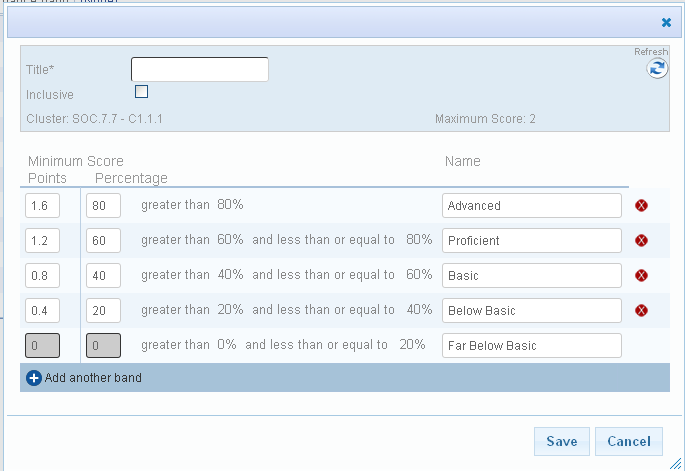 Refresh
Title*
Inclusive
Cluster: SOC.7.7 - C1.1.1 Maximum Score: 2
Minimum Score Name
Points Percentage
1.6 80 greater than 80% Advanced
1.2 60 greater than 60% and less than or equal to 80% Proficient
0.8 40 greater than 40% and less than or equal to 60% Basic
0.4 20 greater than 20% and less than or equal to 40% Below Basic
0 0 greater than 0% and less than or equal to 20% Far Below Basic
Add another band
Save Cancel